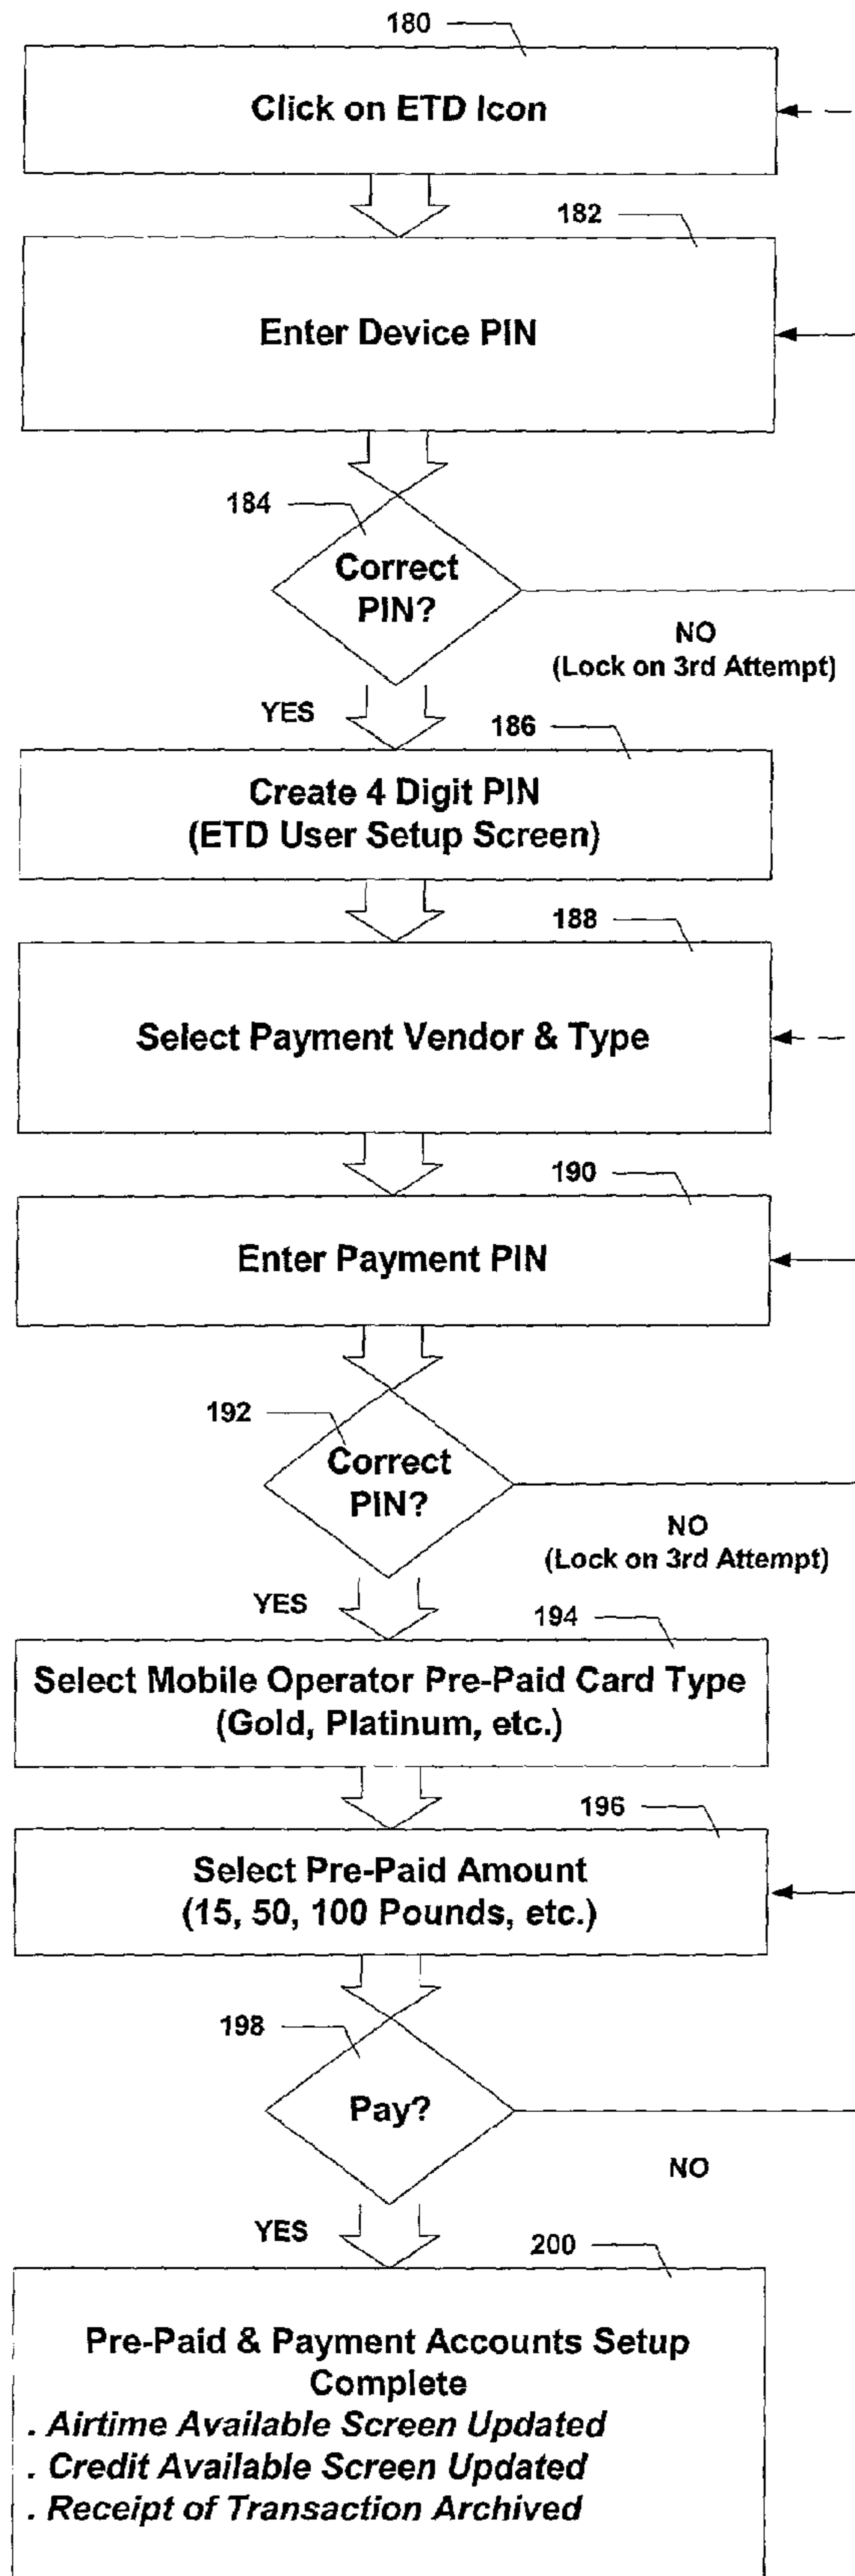 180
Click on ETD Icon
182
Enter Device PIN
184
Correct
PIN?
NO
(Lock on 3rd Attempt)
YES
186
Create 4 Digit PIN
(ETD User Setup Screen)
188
Select Payment Vendor & Type
190
Enter Payment PIN
192
Correct
PIN?
NO
(Lock on 3rd Attempt)
YES
194
Select Mobile Operator Pre-Paid Card Type
(Gold, Platinum, etc.)
196
Select Pre-Paid Amount
(15, 50, 100 Pounds, etc.)
198
Pay?
NO
YES
200
Pre-Paid & Payment Accounts Setup
Complete
. Airtime Available Screen Updated
. Credit Available Screen Updated
. Receipt of Transaction Archived